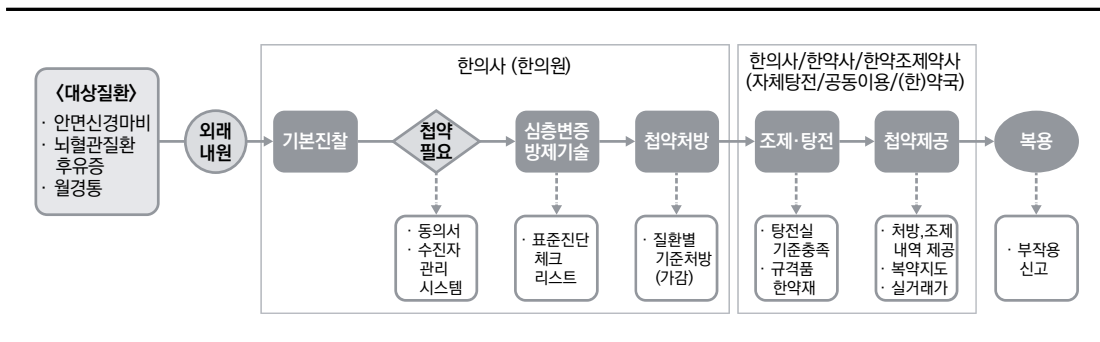 한의사 (한의원)
한의사/한약사/한약조제약사
(자체탕전/공동이용/(한)약국)
〈대상질환〉
· 안면신경마비
· 뇌혈관질환
후유증
· 월경통
외래
내원
기본진찰
첩약
필요
심층변증
방제기술
첩약처방
조제·탕전
첩약제공
복용
· 동의서
· 수진자
관리
시스템
· 표준진단
체크
리스트
· 질환별
기준처방
(가감)
· 탕전실
기준충족
· 규격품
한약재
· 처방,조제
내역 제공
· 복약지도
· 실거래가
· 부작용
신고